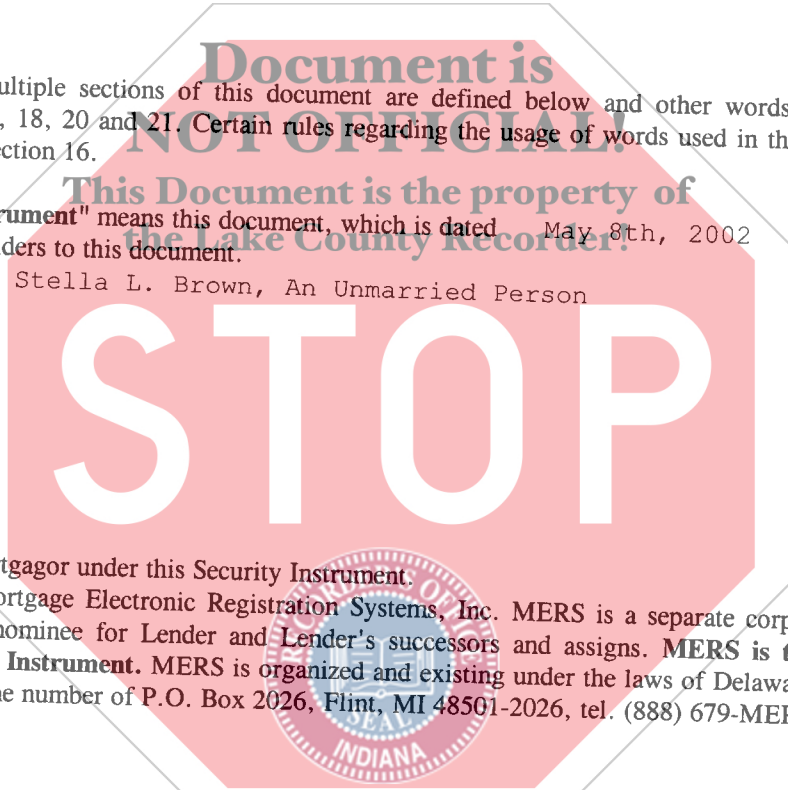 Document is
ultiple sections of this document are defined below and other words
, 18, 20 and 21. Certain rules regarding the usage of words used in th
NOT OFFICIAL!
ection 16.
This Document is the property of
rument" means this document, which is dated May 8th, 2002
the Lake County Recorder!
ders to this document.
Stella L. Brown, An Unmarried Person
STOP
tgagor under this Security Instrument.
ortgage Electronic Registration Systems, Inc. MERS is a separate corp
nominee for Lender and Lender's successors and assigns. MERS is t
Instrument. MERS is organized and existing under the laws of Delawa
ne number of P.O. Box 2026, Flint, MI 48501-2026, tel. (888) 679-MER
RECORDER'S OFFICE
SEAL
INDIANA